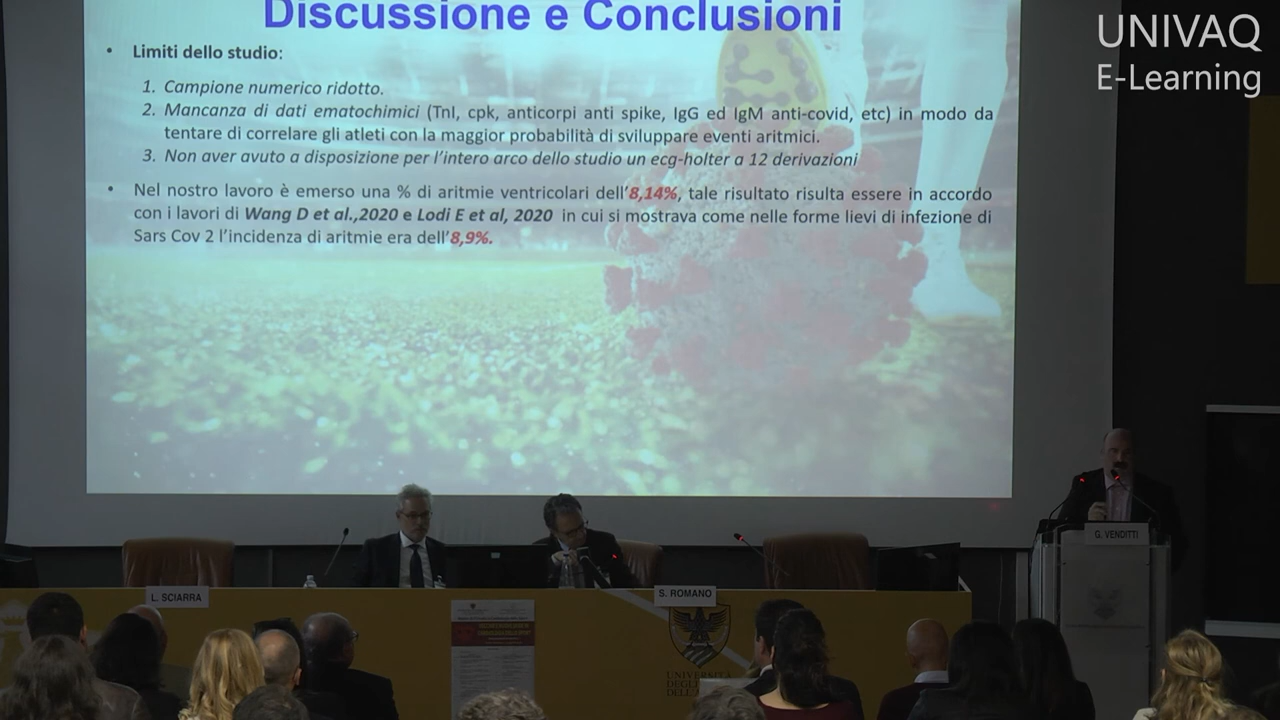 Discussione e Conclusioni
UNIVAQ
E-Learning
• Limiti dello studio:
1. Campione numerico ridotto.
2. Mancanza di dati ematochimici (TnI, cpk, anticorpi anti spike, IgG ed IgM anti-covid, etc) in modo da
tentare di correlare gli atleti con la maggior probabilità di sviluppare eventi aritmici.
3. Non aver avuto a disposizione per l'intero arco dello studio un ecg-holter a 12 derivazioni
• Nel nostro lavoro è emerso una % di aritmie ventricolari dell'8,14%, tale risultato risulta essere in accordo
con i lavori di Wang D et al.,2020 e Lodi E et al, 2020 in cui si mostrava come nelle forme lievi di infezione di
Sars Cov 2 l'incidenza di aritmie era dell'8,9%.
G. VENDITTI
L. SCIARRA
S. ROMANO
UNIVERSITÀ
DEGLI
DELL'